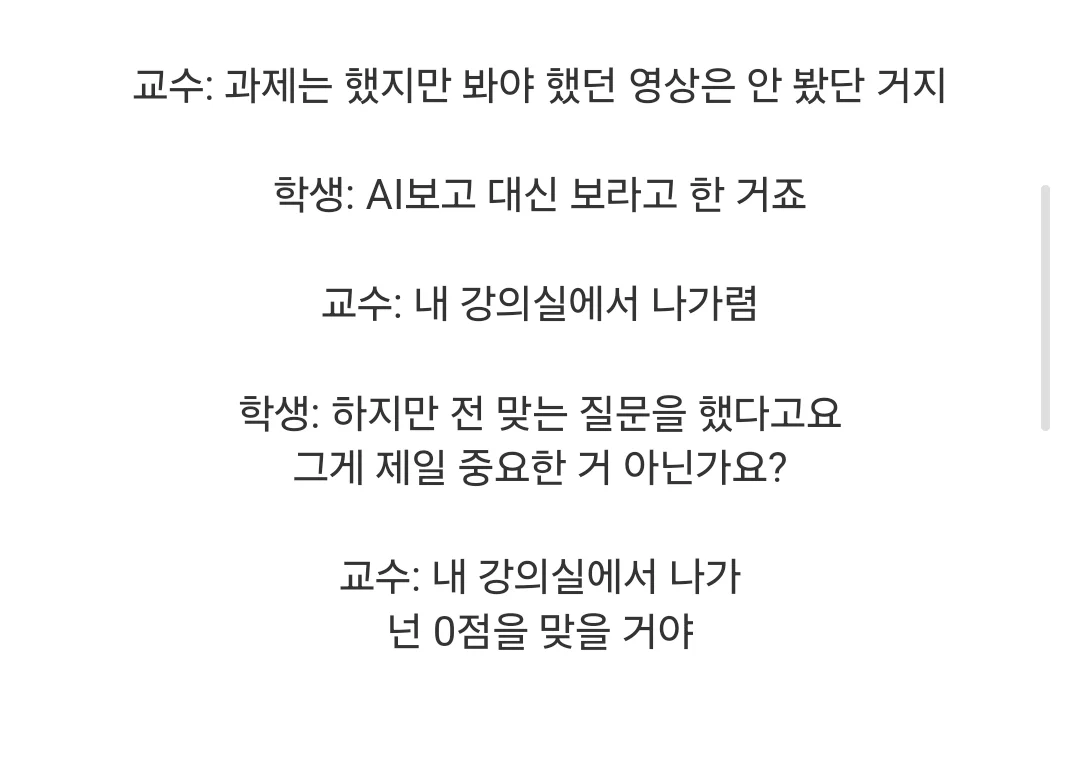 교수: 과제는 했지만 봐야 했던 영상은 안 봤단 거지
학생: AI보고 대신 보라고 한 거죠
교수: 내 강의실에서 나가렴
학생: 하지만 전 맞는 질문을 했다고요
그게 제일 중요한 거 아닌가요?
교수: 내 강의실에서 나가
넌 0점을 맞을 거야